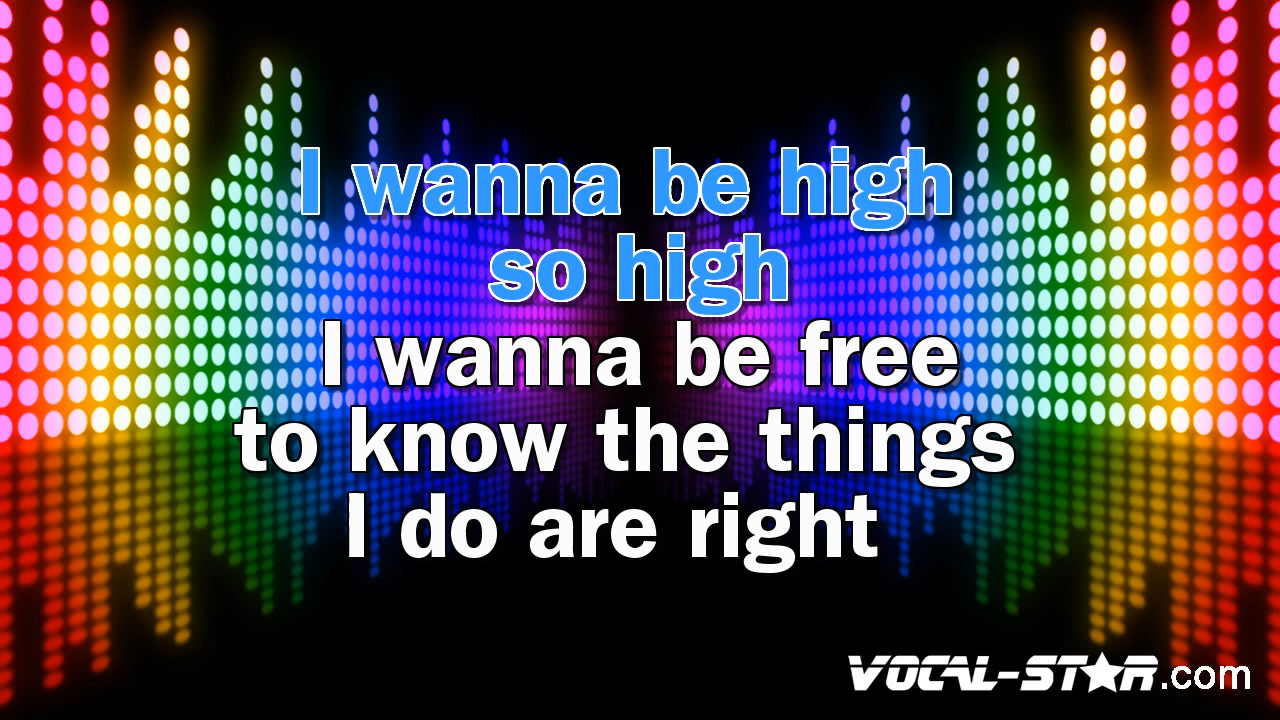 I wanna be high
so high
I wanna be free
to know the things
I do are right
VOCAL-STAR.com